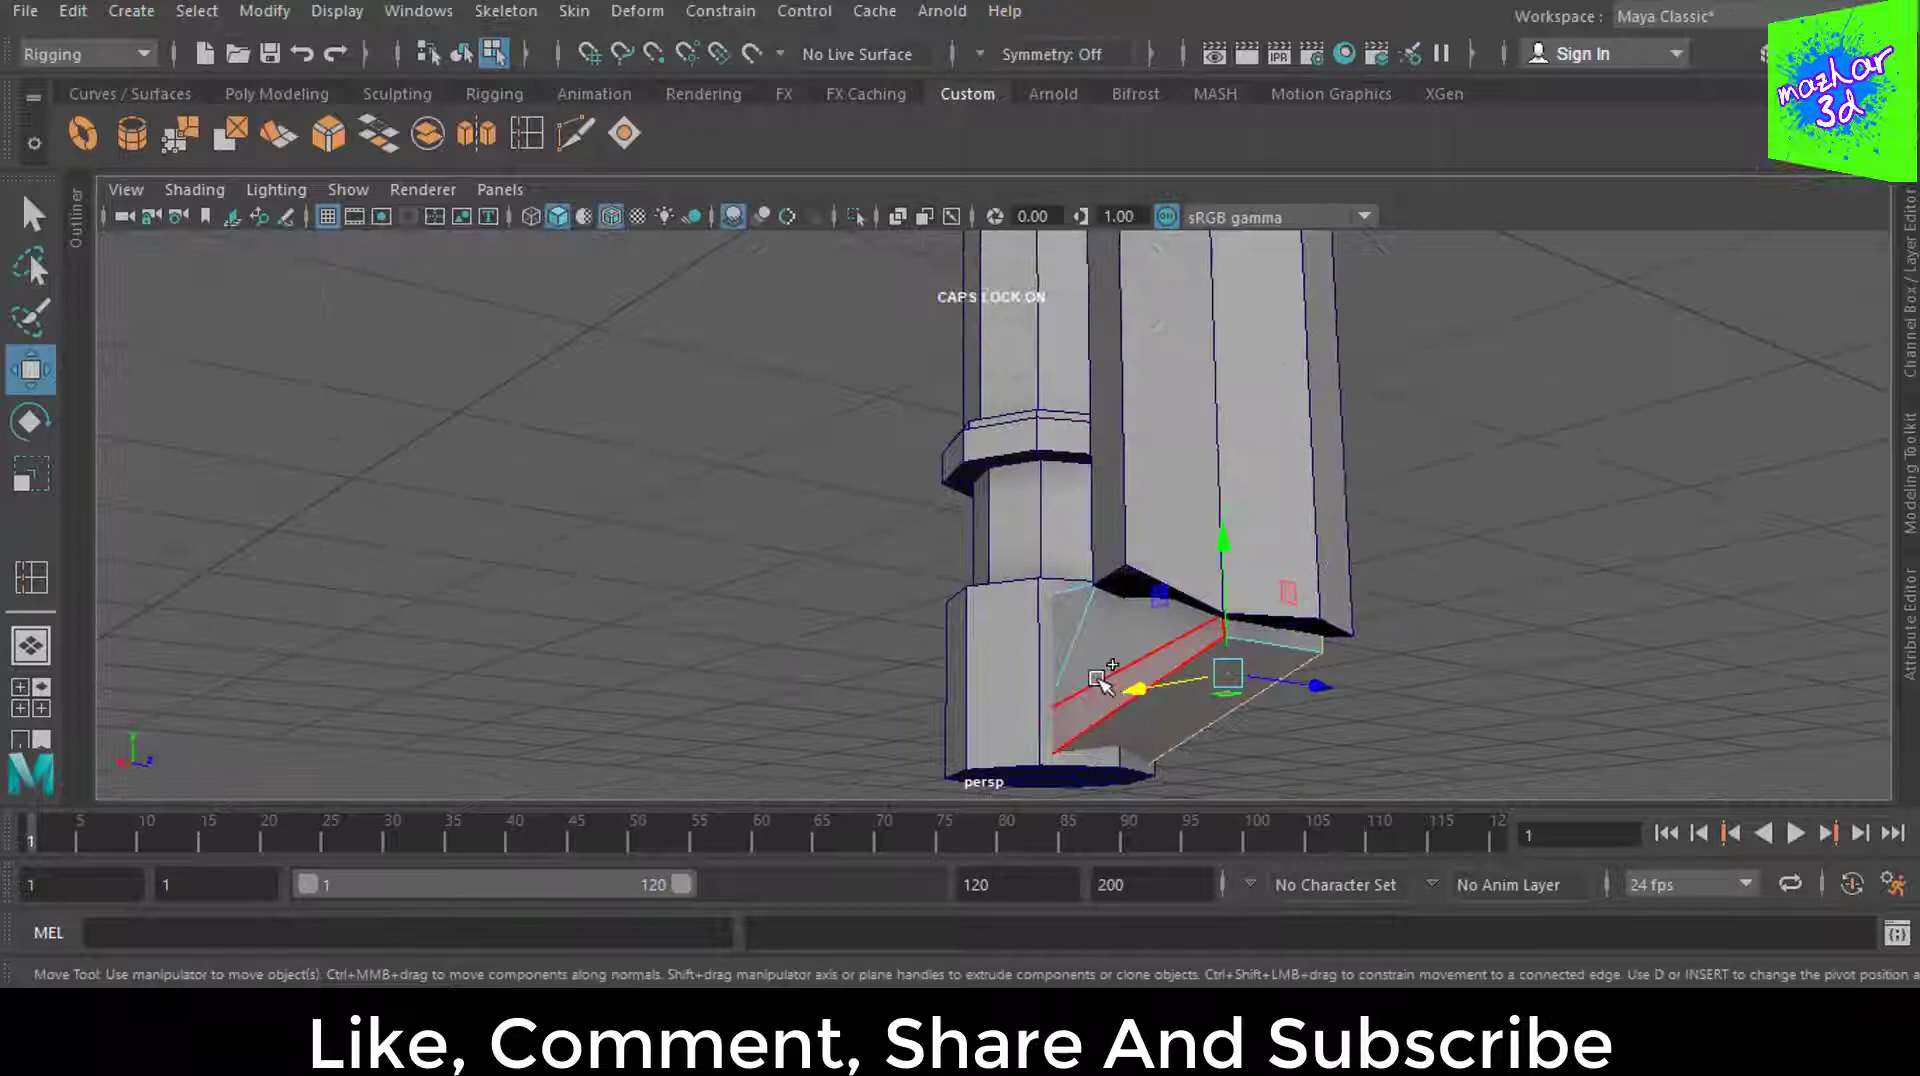 File Edit Create Select Modify Display Windows Skeleton Skin Deform Constrain Control Cache Arnold Help
Workspace : Maya Classic*
Rigging No Live Surface Symmetry: Off Sign In
mazhar
3d
Curves / Surfaces Poly Modeling Sculpting Rigging Animation Rendering FX FX Caching Custom Arnold Bifrost MASH Motion Graphics XGen
View Shading Lighting Show Renderer Panels
0.00 1.00 ON sRGB gamma
Outliner
Channel Box / Layer Editor
Modeling Toolkit
Attribute Editor
CAPS LOCK ON
persp
5 10 15 20 25 30 35 40 45 50 55 60 65 70 75 80 85 90 95 100 105 110 115 12
1 1
1 1 1 120 120 200 No Character Set No Anim Layer 24 fps
MEL
Move Tool: Use manipulator to move object(s). Ctrl+MMB+drag to move components along normals. Shift+drag manipulator axis or plane handles to extrude components or clone objects. Ctrl+Shift+LMB+drag to constrain movement to a connected edge. Use D or INSERT to change the pivot position a
Like, Comment, Share And Subscribe